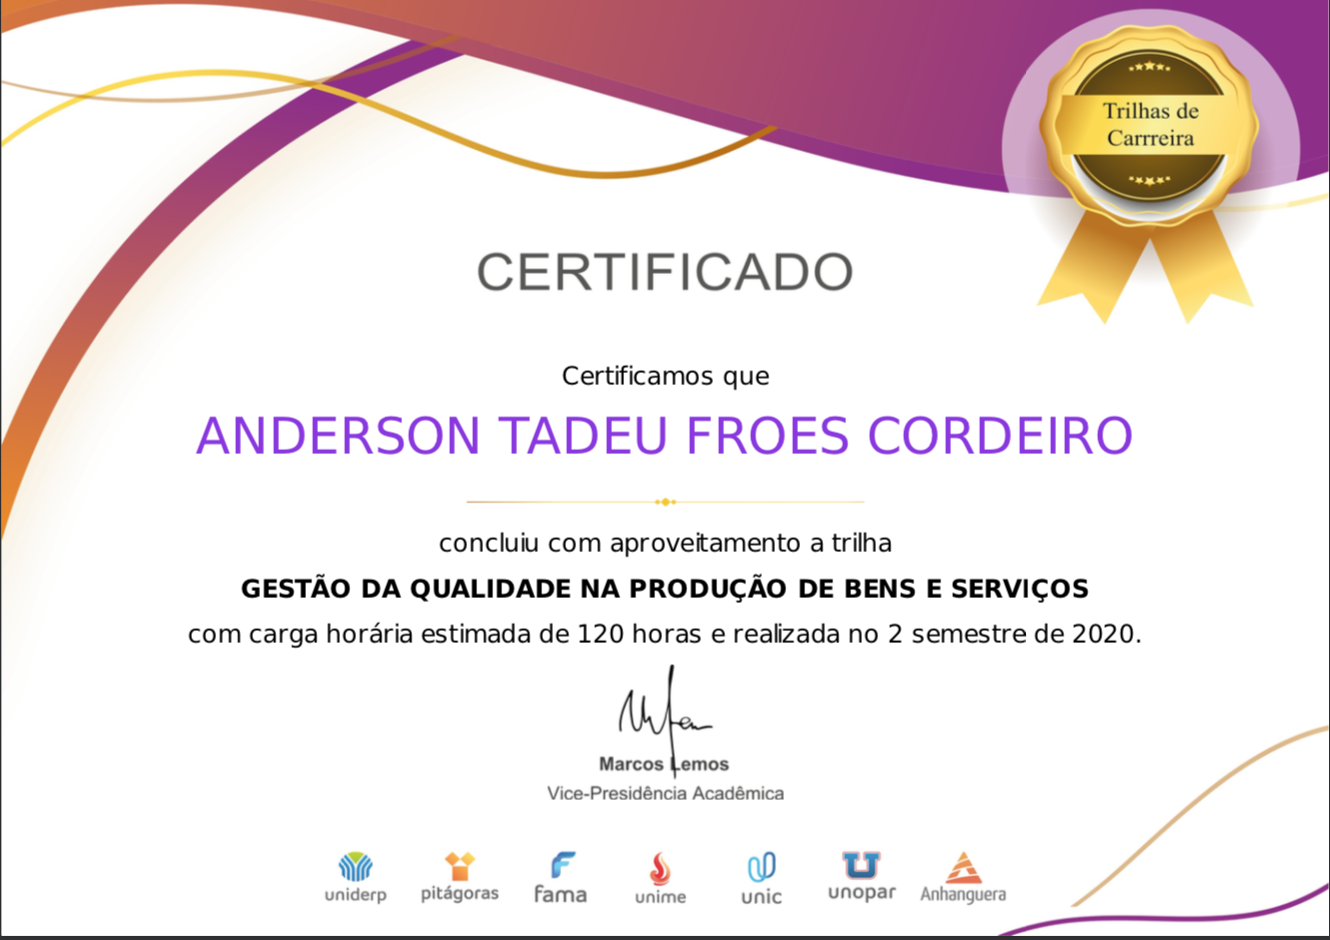 Trilhas de
Carrreira
CERTIFICADO
Certificamos que
ANDERSON TADEU FROES CORDEIRO
concluiu com aproveitamento a trilha
GESTÃO DA QUALIDADE NA PRODUÇÃO DE BENS E SERVIÇOS
com carga horária estimada de 120 horas e realizada no 2 semestre de 2020.
Marcos Lemos
Vice-Presidência Acadêmica
uniderp pitágoras fama unime unic unopar Anhanguera